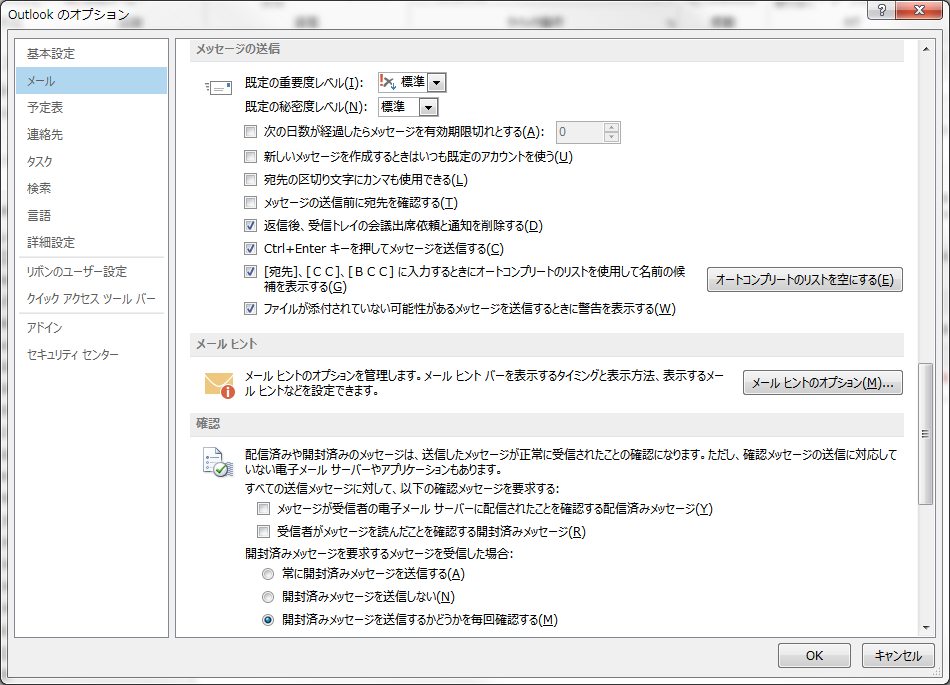 Outlook のオプション
基本設定
メール
予定表
連絡先
タスク
検索
言語
詳細設定
リボンのユーザー設定
クイック アクセス ツール バー
アドイン
セキュリティ センター
メッセージの送信
既定の重要度レベル(I): 標準
既定の秘密度レベル(N): 標準
次の日数が経過したらメッセージを有効期限切れとする(A): 0
新しいメッセージを作成するときはいつも既定のアカウントを使う(U)
宛先の区切り文字にカンマも使用できる(L)
メッセージの送信前に宛先を確認する(T)
返信後、受信トレイの会議出席依頼と通知を削除する(D)
Ctrl+Enter キーを押してメッセージを送信する(C)
[宛先]、[ＣＣ]、[ＢＣＣ] に入力するときにオートコンプリートのリストを使用して名前の候
補を表示する(G)
オートコンプリートのリストを空にする(E)
ファイルが添付されていない可能性があるメッセージを送信するときに警告を表示する(W)
メール ヒント
メール ヒントのオプションを管理します。メール ヒント バーを表示するタイミングと表示方法、表示するメー
ル ヒントなどを設定できます。
メール ヒントのオプション(M)...
確認
配信済みや開封済みのメッセージは、送信したメッセージが正常に受信されたことの確認になります。ただし、確認メッセージの送信に対応して
いない電子メール サーバーやアプリケーションもあります。
すべての送信メッセージに対して、以下の確認メッセージを要求する:
メッセージが受信者の電子メール サーバーに配信されたことを確認する配信済みメッセージ(Y)
受信者がメッセージを読んだことを確認する開封済みメッセージ(R)
開封済みメッセージを要求するメッセージを受信した場合:
常に開封済みメッセージを送信する(A)
開封済みメッセージを送信しない(N)
開封済みメッセージを送信するかどうかを毎回確認する(M)
OK
キャンセル